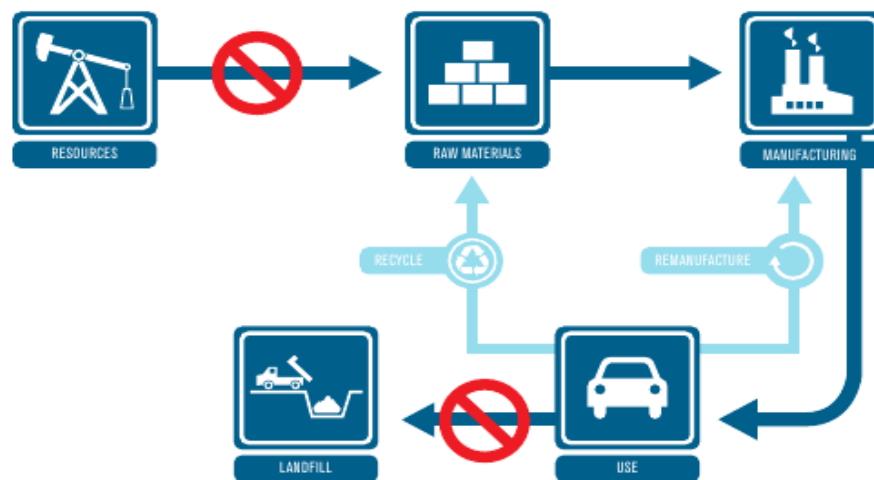 RESOURCES
RAW MATERIALS
MANUFACTURING
RECYCLE
REMANUFACTURE
LANDFILL
USE